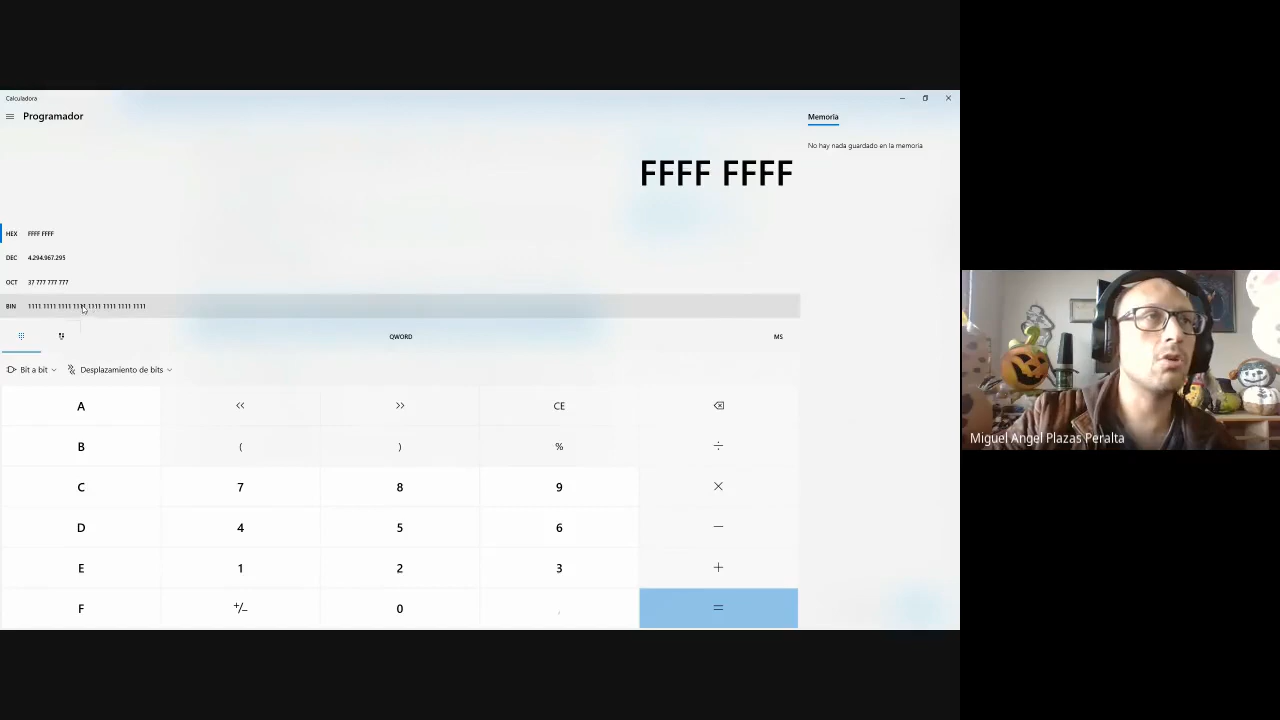 Calculadora
Programador
Memoria
No hay nada guardado en la memoria
FFFF FFFF
HEX FFFF FFFF
DEC 4.294.967.295
OCT 37 777 777 777
BIN 1111 1111 1111 1111 1111 1111 1111 1111
QWORD MS
Bit a bit Desplazamiento de bits
A << >> CE
B ( ) % ÷
C 7 8 9 ×
D 4 5 6 −
E 1 2 3 +
F +/− 0 , =
Miguel Angel Plazas Peralta